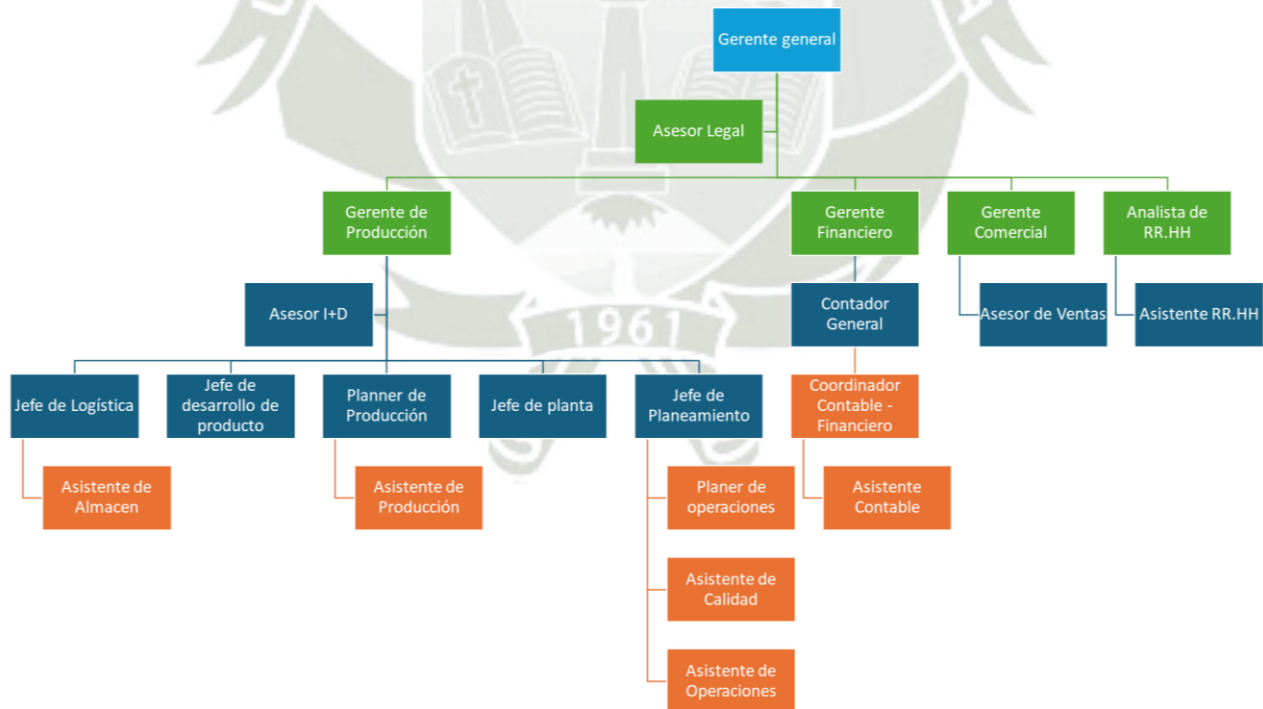 Gerente general
Asesor Legal
Gerente de
Producción
Gerente
Financiero
Gerente
Comercial
Analista de
RR.HH
Asesor I+D
Contador
General
Asesor de Ventas
Asistente RR.HH
1961
Jefe de Logística
Jefe de
desarrollo de
producto
Planner de
Producción
Jefe de planta
Jefe de
Planeamiento
Coordinador
Contable -
Financiero
Asistente de
Almacen
Asistente de
Producción
Planer de
operaciones
Asistente
Contable
Asistente de
Calidad
Asistente de
Operaciones